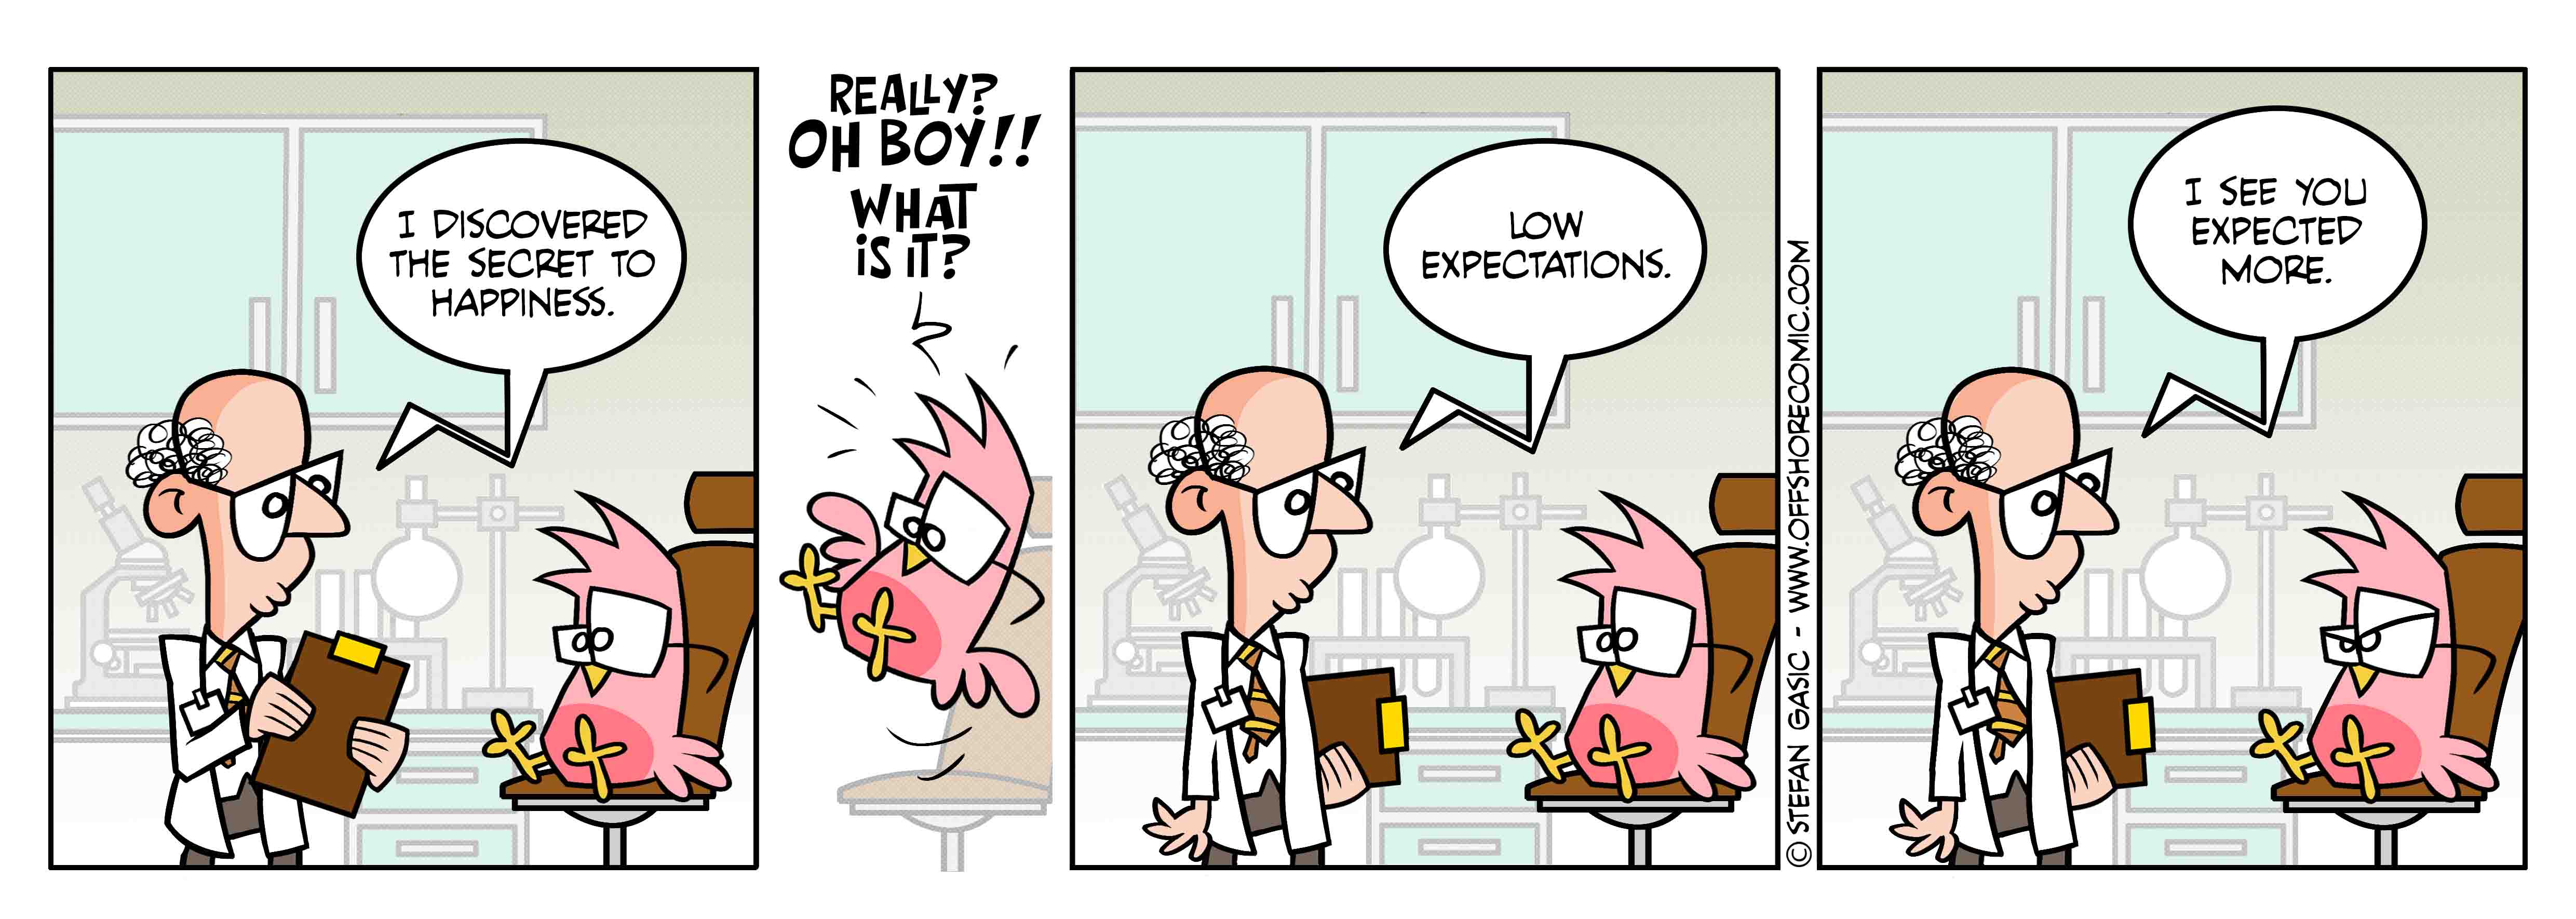 I DISCOVERED
THE SECRET TO
HAPPINESS.
REALLY?
OH BOY!!
WHAT
IS IT?
LOW
EXPECTATIONS.
© STEFAN GASIC - WWW.OFFSHORECOMIC.COM
I SEE YOU
EXPECTED
MORE.